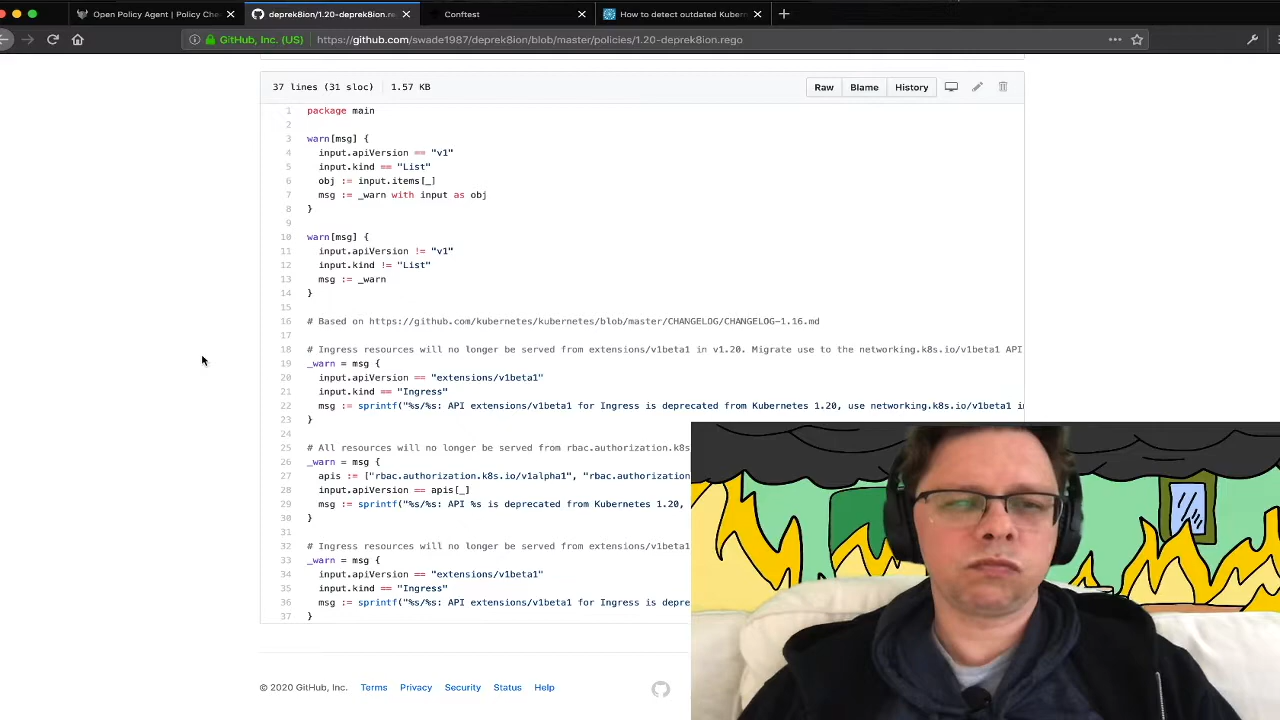 Open Policy Agent | Policy Che
deprek8ion/1.20-deprek8ion.re
Conftest
How to detect outdated Kubern
GitHub, Inc. (US)
https://github.com/swade1987/deprek8ion/blob/master/policies/1.20-deprek8ion.rego
37 lines (31 sloc) 1.57 KB
Raw Blame History
1 package main
2
3 warn[msg] {
4 input.apiVersion == "v1"
5 input.kind == "List"
6 obj := input.items[_]
7 msg := _warn with input as obj
8 }
9
10 warn[msg] {
11 input.apiVersion != "v1"
12 input.kind != "List"
13 msg := _warn
14 }
15
16 # Based on https://github.com/kubernetes/kubernetes/blob/master/CHANGELOG/CHANGELOG-1.16.md
17
18 # Ingress resources will no longer be served from extensions/v1beta1 in v1.20. Migrate use to the networking.k8s.io/v1beta1 API
19 _warn = msg {
20 input.apiVersion == "extensions/v1beta1"
21 input.kind == "Ingress"
22 msg := sprintf("%s/%s: API extensions/v1beta1 for Ingress is deprecated from Kubernetes 1.20, use networking.k8s.io/v1beta1 i
23 }
24
25 # All resources will no longer be served from rbac.authorization.k8s
26 _warn = msg {
27 apis := ["rbac.authorization.k8s.io/v1alpha1", "rbac.authorization
28 input.apiVersion == apis[_]
29 msg := sprintf("%s/%s: API %s is deprecated from Kubernetes 1.20,
30 }
31
32 # Ingress resources will no longer be served from extensions/v1beta1
33 _warn = msg {
34 input.apiVersion == "extensions/v1beta1"
35 input.kind == "Ingress"
36 msg := sprintf("%s/%s: API extensions/v1beta1 for Ingress is depre
37 }
© 2020 GitHub, Inc. Terms Privacy Security Status Help